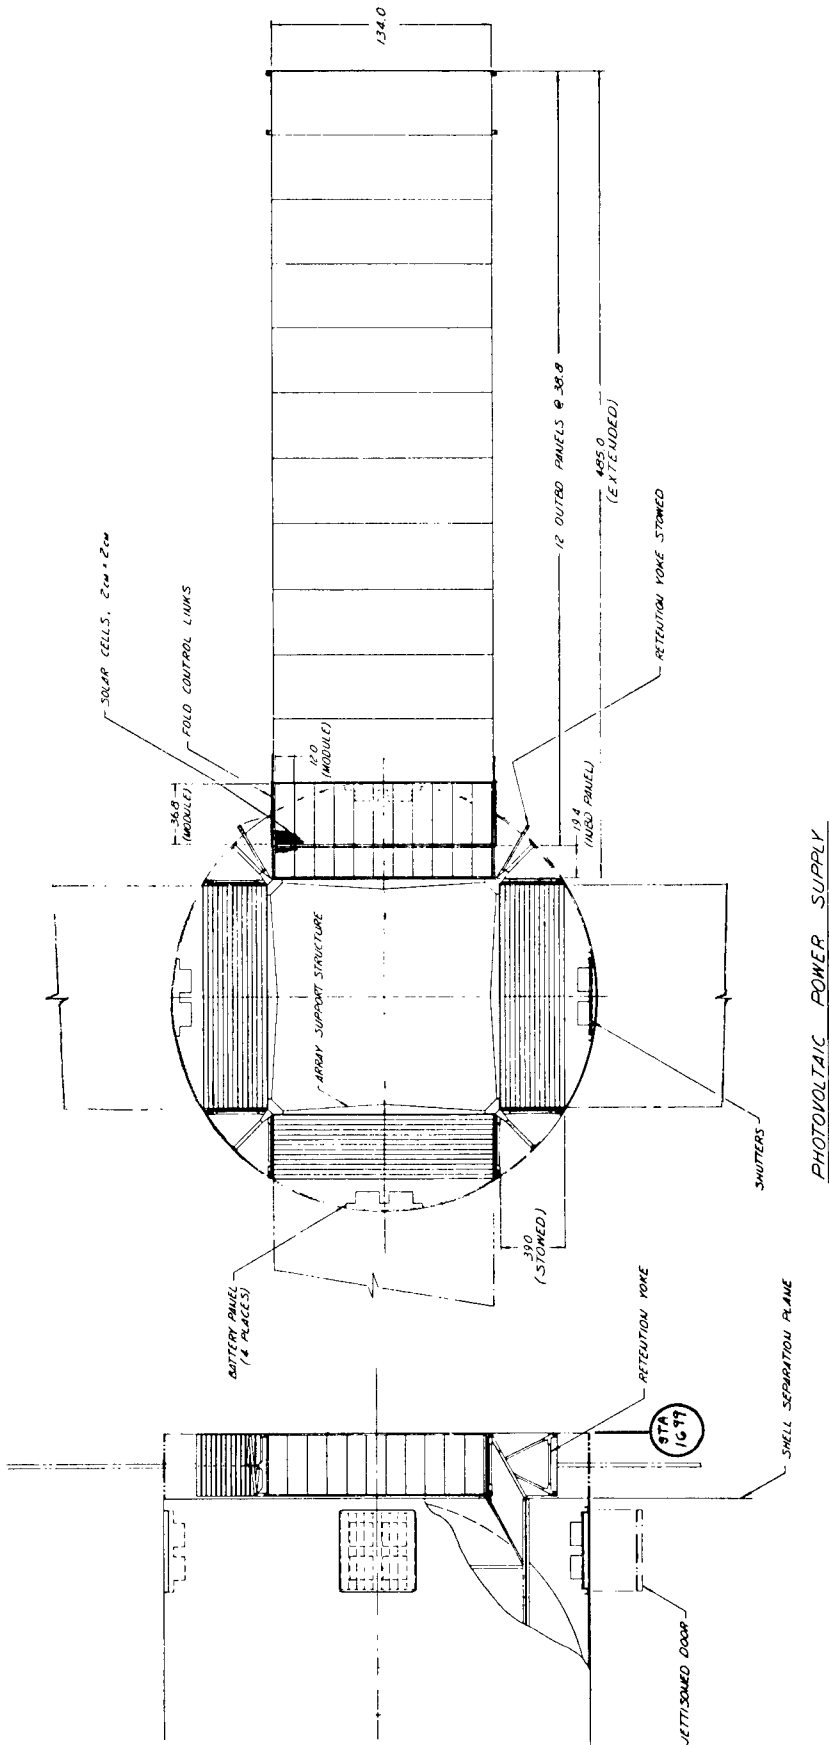 134.0
12 OUTBD PANELS @ 38.8
485.0
(EXTENDED)
SOLAR CELLS, 2CM × 2CM
FOLD CONTROL LINKS
36.8
(MODULE)
12.0
(MODULE)
19.4
(INBD PANEL)
RETENTION YOKE STOWED
ARRAY SUPPORT STRUCTURE
SHUTTERS
39.0
(STOWED)
BATTERY PANEL
(4 PLACES)
RETENTION YOKE
STA
1699
SHELL SEPARATION PLANE
JETTISONED DOOR
PHOTOVOLTAIC POWER SUPPLY